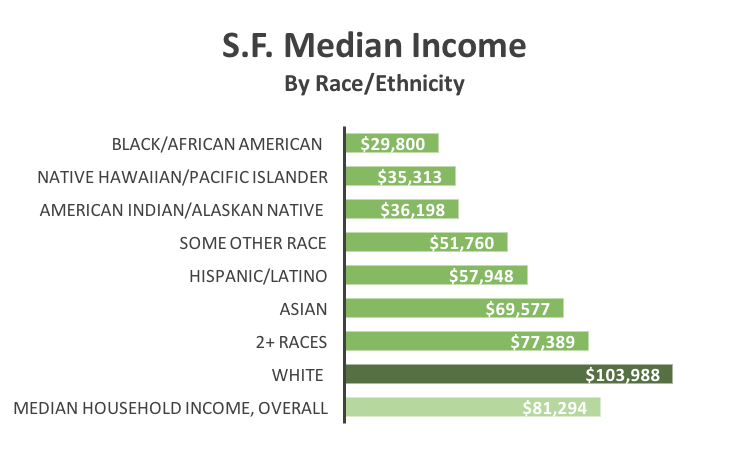 S.F. Median Income
By Race/Ethnicity
BLACK/AFRICAN AMERICAN $29,800
NATIVE HAWAIIAN/PACIFIC ISLANDER $35,313
AMERICAN INDIAN/ALASKAN NATIVE $36,198
SOME OTHER RACE $51,760
HISPANIC/LATINO $57,948
ASIAN $69,577
2+ RACES $77,389
WHITE $103,988
MEDIAN HOUSEHOLD INCOME, OVERALL $81,294